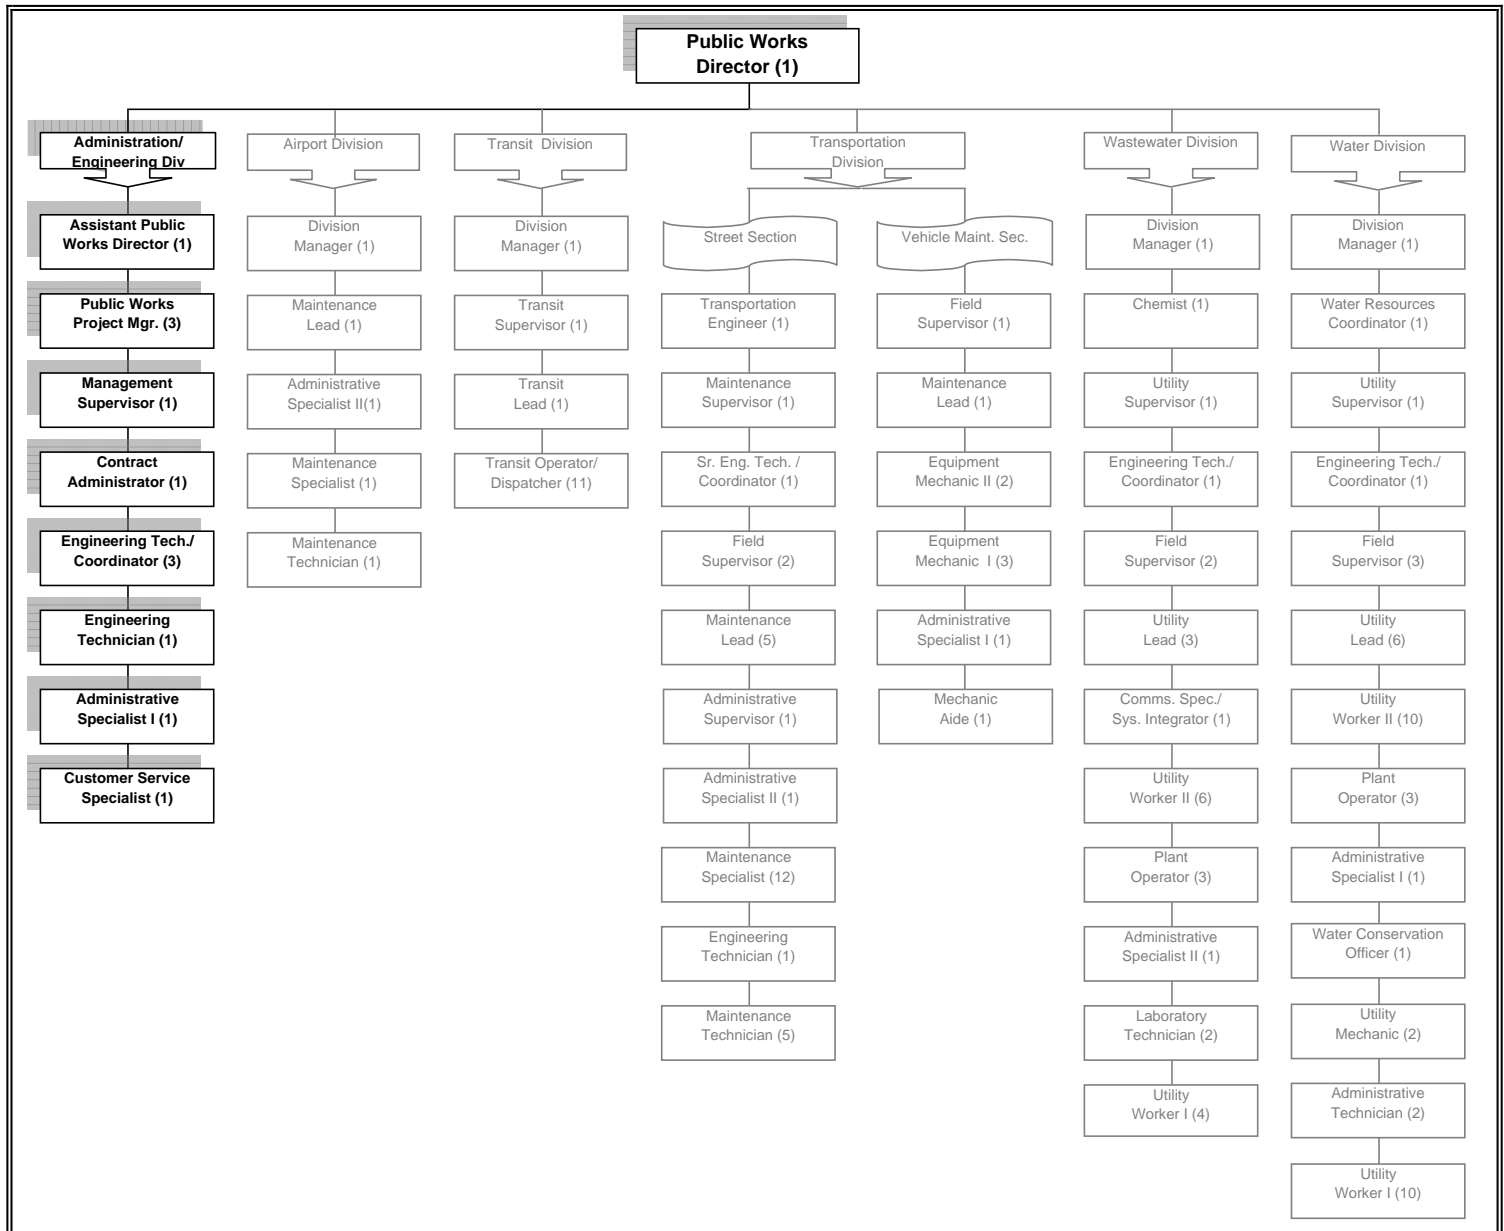 Public Works
Director (1)
Administration/
Engineering Div
Airport Division
Transit Division
Transportation
Division
Wastewater Division
Water Division
Assistant Public
Works Director (1)
Public Works
Project Mgr. (3)
Management
Supervisor (1)
Contract
Administrator (1)
Engineering Tech./
Coordinator (3)
Engineering
Technician (1)
Administrative
Specialist I (1)
Customer Service
Specialist (1)
Division
Manager (1)
Maintenance
Lead (1)
Administrative
Specialist II(1)
Maintenance
Specialist (1)
Maintenance
Technician (1)
Division
Manager (1)
Transit
Supervisor (1)
Transit
Lead (1)
Transit Operator/
Dispatcher (11)
Street Section
Transportation
Engineer (1)
Maintenance
Supervisor (1)
Sr. Eng. Tech. /
Coordinator (1)
Field
Supervisor (2)
Maintenance
Lead (5)
Administrative
Supervisor (1)
Administrative
Specialist II (1)
Maintenance
Specialist (12)
Engineering
Technician (1)
Maintenance
Technician (5)
Vehicle Maint. Sec.
Field
Supervisor (1)
Maintenance
Lead (1)
Equipment
Mechanic II (2)
Equipment
Mechanic I (3)
Administrative
Specialist I (1)
Mechanic
Aide (1)
Division
Manager (1)
Chemist (1)
Utility
Supervisor (1)
Engineering Tech./
Coordinator (1)
Field
Supervisor (2)
Utility
Lead (3)
Comms. Spec./
Sys. Integrator (1)
Utility
Worker II (6)
Plant
Operator (3)
Administrative
Specialist II (1)
Laboratory
Technician (2)
Utility
Worker I (4)
Division
Manager (1)
Water Resources
Coordinator (1)
Utility
Supervisor (1)
Engineering Tech./
Coordinator (1)
Field
Supervisor (3)
Utility
Lead (6)
Utility
Worker II (10)
Plant
Operator (3)
Administrative
Specialist I (1)
Water Conservation
Officer (1)
Utility
Mechanic (2)
Administrative
Technician (2)
Utility
Worker I (10)